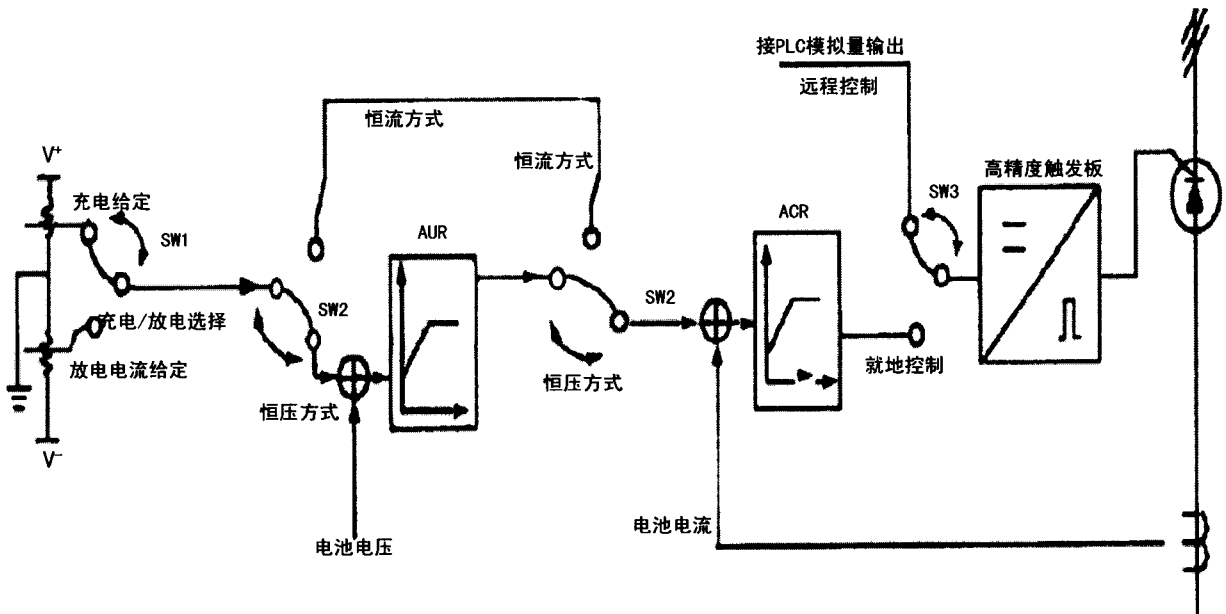 接PLC模拟量输出
远程控制
恒流方式
恒流方式
V+
充电给定
SW1
AUR
ACR
SW3
高精度触发板
充电/放电选择
SW2
SW2
放电电流给定
恒压方式
恒压方式
就地控制
V-
电池电压
电池电流